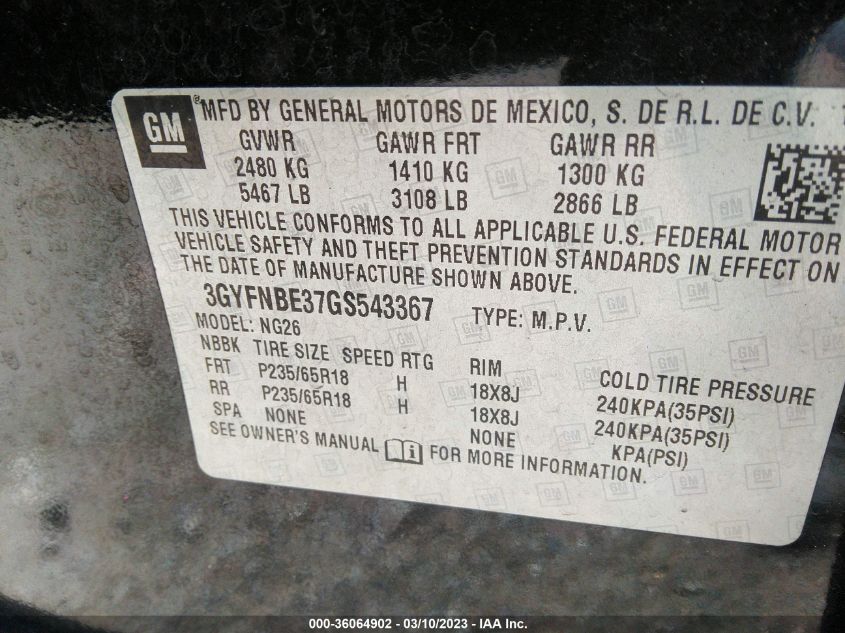 GM
® MFD BY GENERAL MOTORS DE MEXICO, S. DE R.L. DE C.V.
GVWR GAWR FRT GAWR RR
2480 KG 1410 KG 1300 KG
5467 LB 3108 LB 2866 LB
THIS VEHICLE CONFORMS TO ALL APPLICABLE U.S. FEDERAL MOTOR
VEHICLE SAFETY AND THEFT PREVENTION STANDARDS IN EFFECT ON
THE DATE OF MANUFACTURE SHOWN ABOVE.
3GYFNBE37GS543367 TYPE: M.P.V.
MODEL: NG26
NBBK TIRE SIZE SPEED RTG RIM COLD TIRE PRESSURE
FRT P235/65R18 H 18X8J 240KPA(35PSI)
RR P235/65R18 H 18X8J 240KPA(35PSI)
SPA NONE NONE KPA(PSI)
SEE OWNER'S MANUAL i FOR MORE INFORMATION.
000-36064902 — 03/10/2023 — IAA Inc.